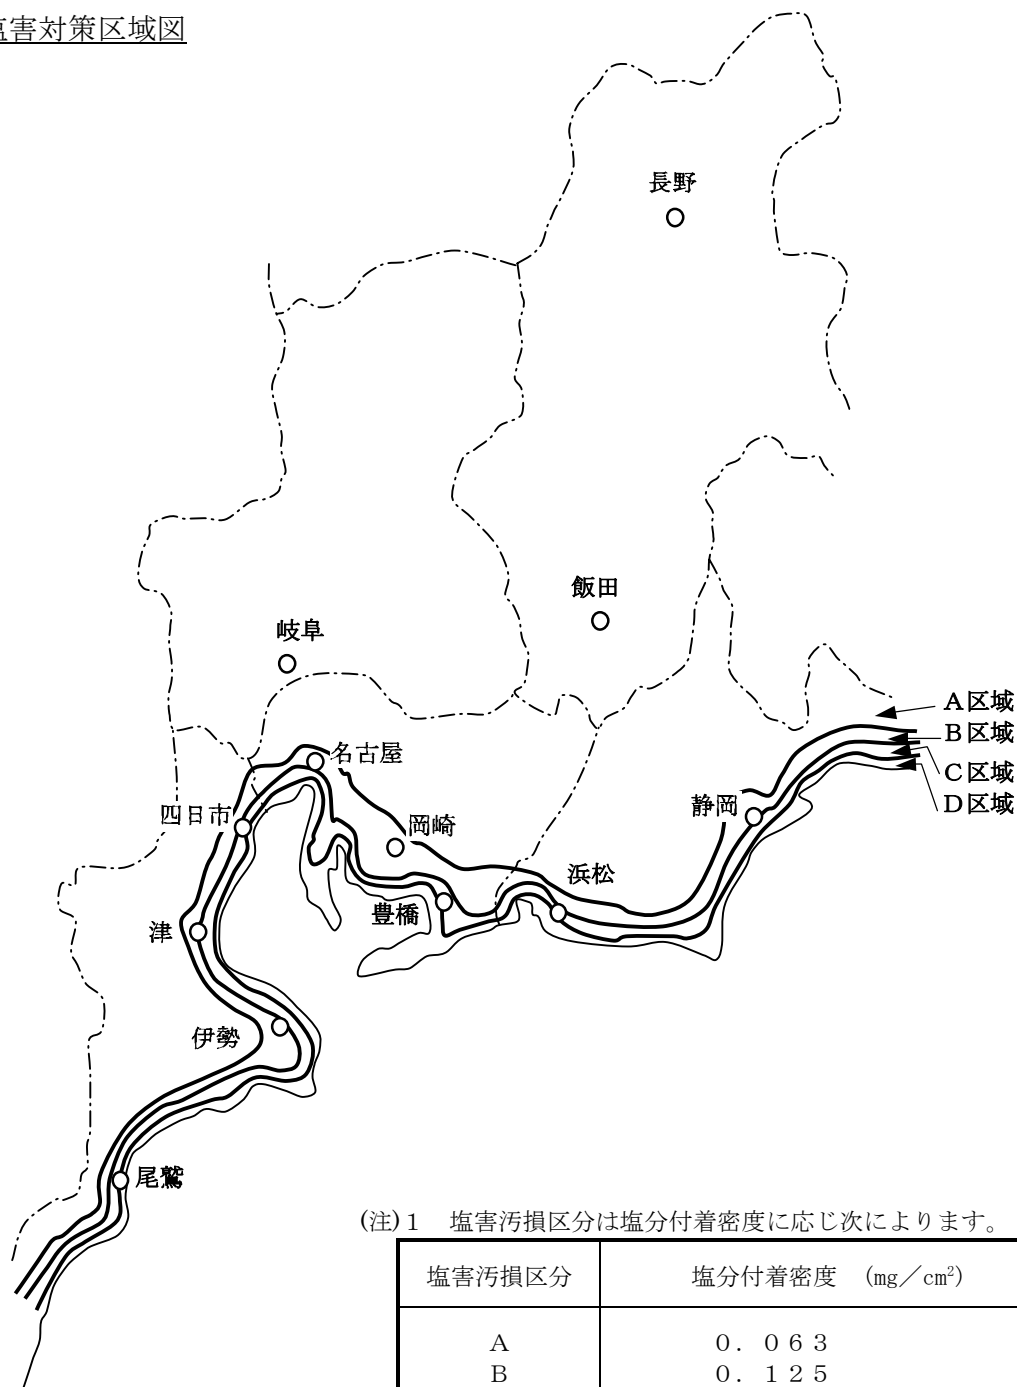 塩害対策区域図
長野
飯田
岐阜
A区域
B区域
C区域
D区域
名古屋
静岡
四日市
岡崎
浜松
豊橋
津
伊勢
尾鷲
(注)１　塩害汚損区分は塩分付着密度に応じ次によります。
塩害汚損区分　塩分付着密度　(mg／cm²)
Ａ　０．０６３
Ｂ　０．１２５